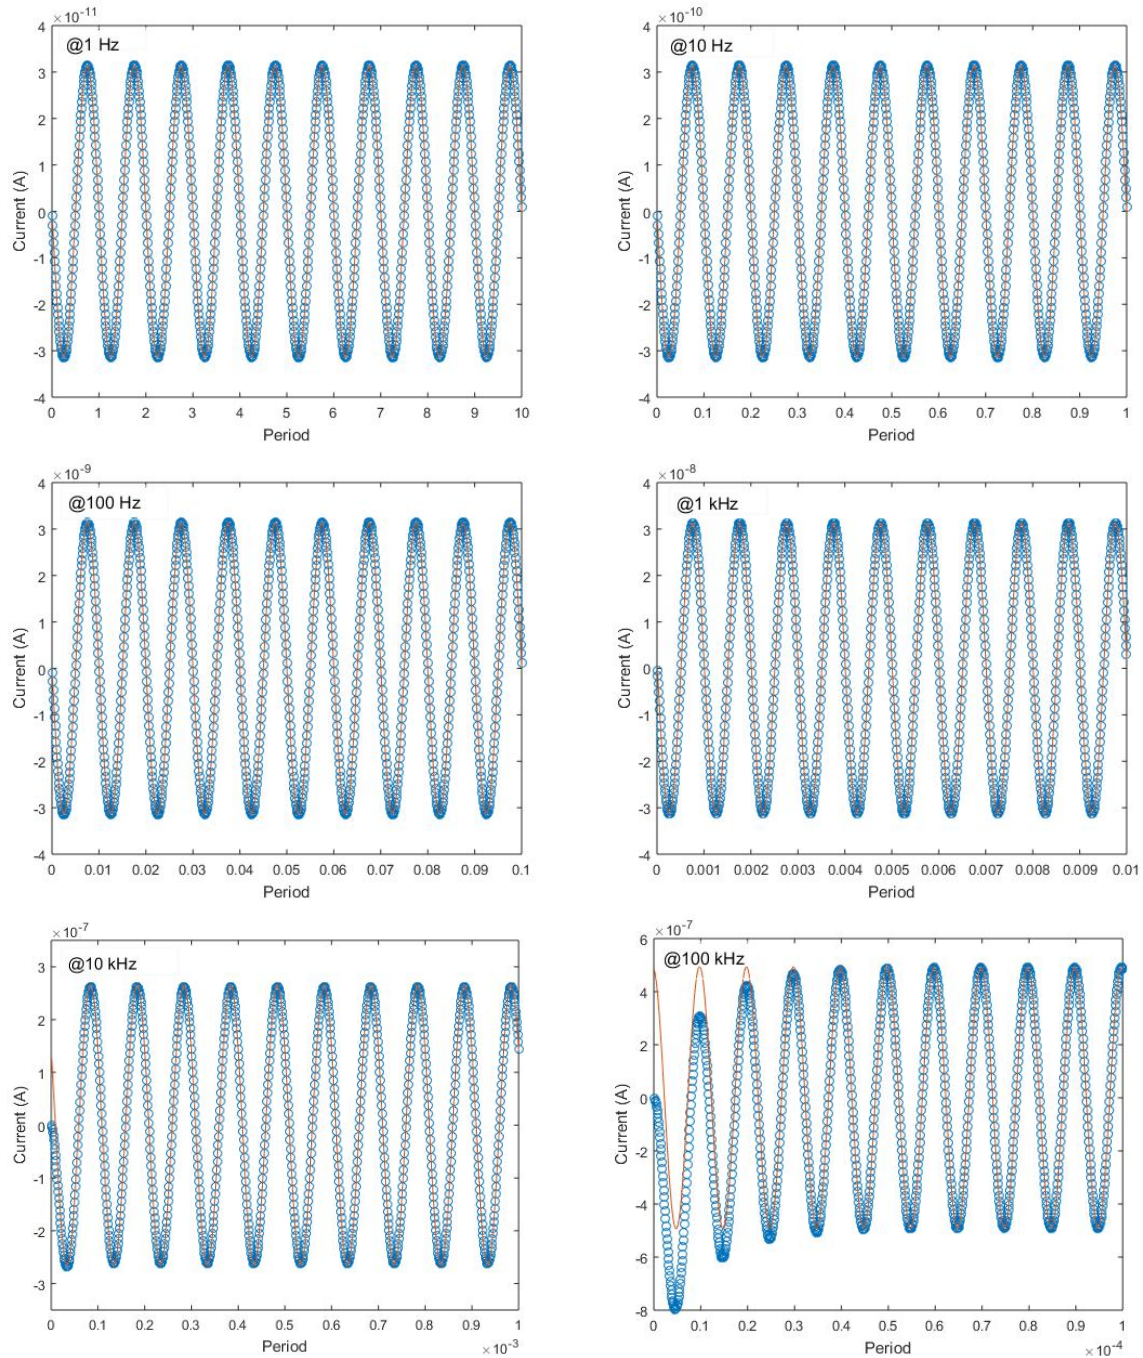 ×10⁻¹¹
@1 Hz
4
3
2
1
0
-1
-2
-3
-4
Current (A)
0 1 2 3 4 5 6 7 8 9 10
Period
×10⁻¹⁰
@10 Hz
4
3
2
1
0
-1
-2
-3
-4
Current (A)
0 0.1 0.2 0.3 0.4 0.5 0.6 0.7 0.8 0.9 1
Period
×10⁻⁹
@100 Hz
4
3
2
1
0
-1
-2
-3
-4
Current (A)
0 0.01 0.02 0.03 0.04 0.05 0.06 0.07 0.08 0.09 0.1
Period
×10⁻⁸
@1 kHz
4
3
2
1
0
-1
-2
-3
-4
Current (A)
0 0.001 0.002 0.003 0.004 0.005 0.006 0.007 0.008 0.009 0.01
Period
×10⁻⁷
@10 kHz
3
2
1
0
-1
-2
-3
Current (A)
0 0.1 0.2 0.3 0.4 0.5 0.6 0.7 0.8 0.9 1
Period
×10⁻³
×10⁻⁷
@100 kHz
6
4
2
0
-2
-4
-6
-8
Current (A)
0 0.1 0.2 0.3 0.4 0.5 0.6 0.7 0.8 0.9 1
Period
×10⁻⁴